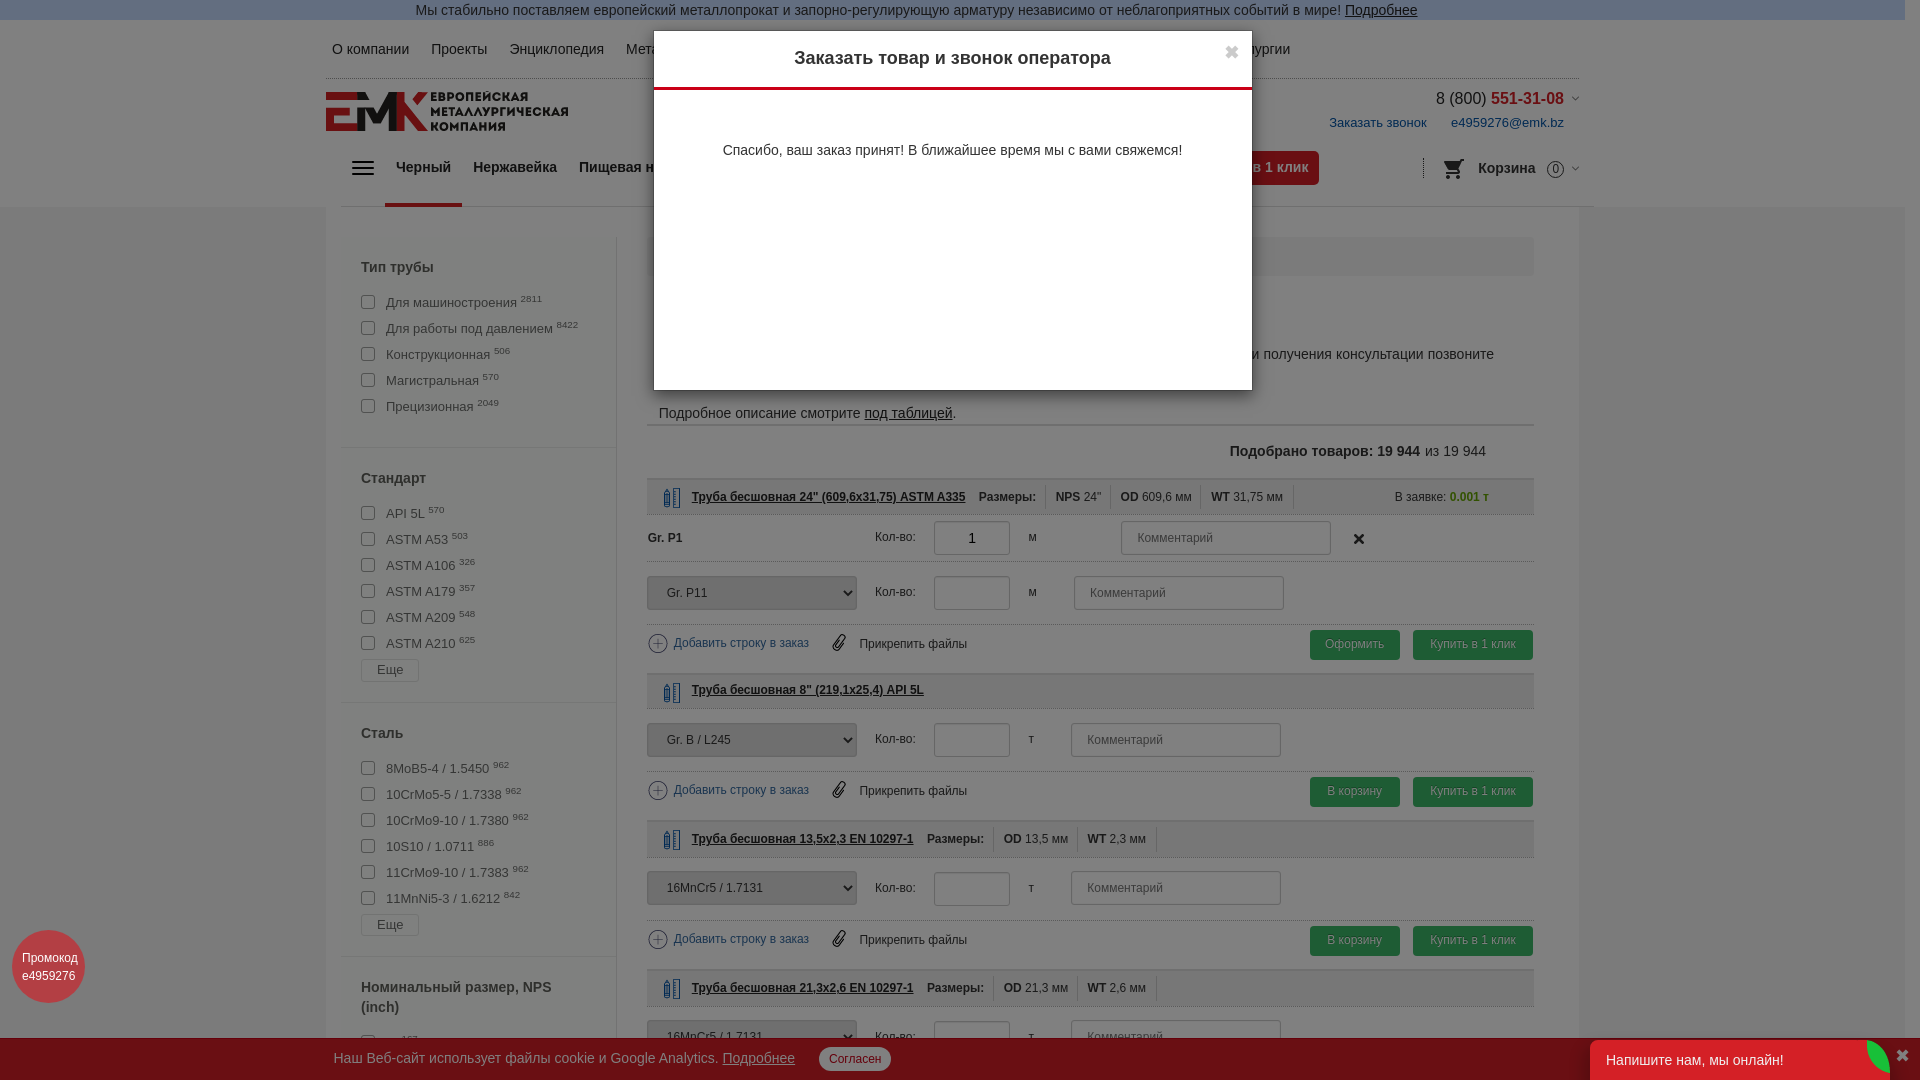 Мы стабильно поставляем европейский металлопрокат и запорно-регулирующую арматуру независимо от неблагоприятных событий в мире! Подробнее
О компании Проекты Энциклопедия
Заказать товар и звонок оператора
✖
ЕВРОПЕЙСКАЯ
МЕТАЛЛУРГИЧЕСКАЯ
КОМПАНИЯ
EMK
8 (800) 551-31-08
Заказать звонок e4959276@emk.bz
Спасибо, ваш заказ принят! В ближайшее время мы с вами свяжемся!
Черный Нержавейка Пищевая
в 1 клик
Корзина 0
Тип трубы
Для машиностроения 2811
Для работы под давлением 8422
Конструкционная 506
Магистральная 570
Прецизионная 2049
и получения консультации позвоните
Подробное описание смотрите под таблицей.
Подобрано товаров: 19 944 из 19 944
Стандарт
API 5L 570
ASTM A53 503
ASTM A106 326
ASTM A179 357
ASTM A209 548
ASTM A210 625
Еще
Труба бесшовная 24" (609,6х31,75) ASTM A335 Размеры: NPS 24" OD 609,6 мм WT 31,75 мм В заявке: 0.001 т
Gr. P1 Кол-во: 1 м Комментарий ×
Gr. P11 Кол-во: м Комментарий
Добавить строку в заказ Прикрепить файлы Оформить Купить в 1 клик
Труба бесшовная 8" (219,1х25,4) API 5L
Gr. B / L245 Кол-во: т Комментарий
Добавить строку в заказ Прикрепить файлы В корзину Купить в 1 клик
Сталь
8MoB5-4 / 1.5450 962
10CrMo5-5 / 1.7338 962
10CrMo9-10 / 1.7380 962
10S10 / 1.0711 886
11CrMo9-10 / 1.7383 962
11MnNi5-3 / 1.6212 842
Еще
Труба бесшовная 13,5х2,3 EN 10297-1 Размеры: OD 13,5 мм WT 2,3 мм
16MnCr5 / 1.7131 Кол-во: т Комментарий
Добавить строку в заказ Прикрепить файлы В корзину Купить в 1 клик
Номинальный размер, NPS
(inch)
Труба бесшовная 21,3х2,6 EN 10297-1 Размеры: OD 21,3 мм WT 2,6 мм
16MnCr5 / 1.7131 Кол-во: т Комментарий
Промокод
e4959276
Наш Веб-сайт использует файлы cookie и Google Analytics. Подробнее Согласен
Напишите нам, мы онлайн!
✖